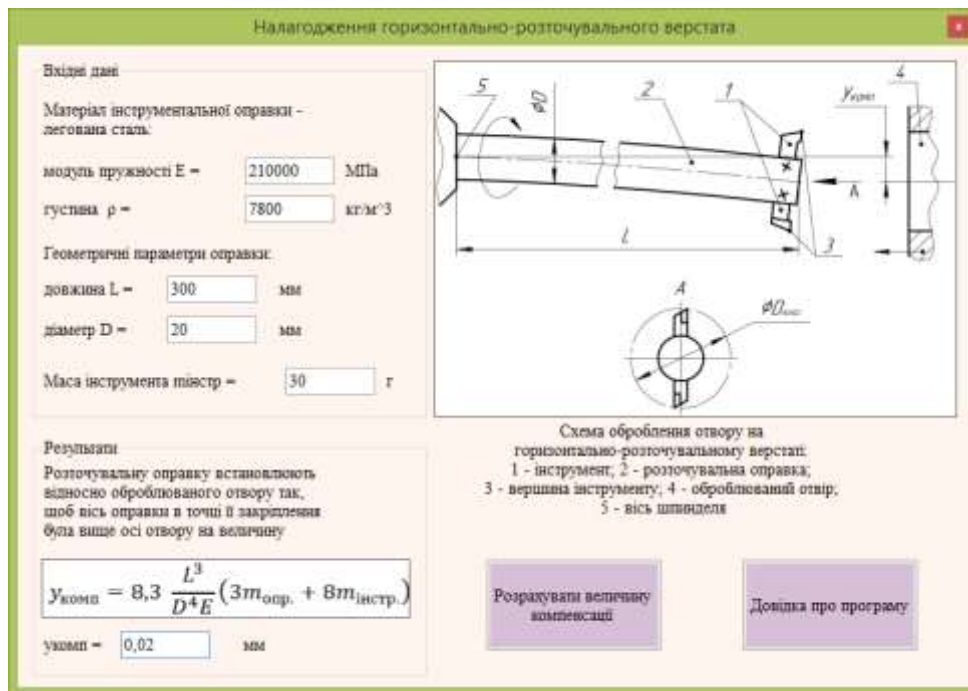 Налагодження горизонтально-розточувального верстата
x
Вхідні дані
Матеріал інструментальної оправки -
легована сталь:
модуль пружності E = 210000 МПа
густина ρ = 7800 кг/м^3
Геометричні параметри оправки:
довжина L = 300 мм
діаметр D = 20 мм
Маса інструмента mінстр = 30 г
5
ØD
2
1
yкомп
4
A
L
3
A
Схема оброблення отвору на
горизонтально-розточувальному верстаті:
1 - інструмент; 2 - розточувальна оправка;
3 - вершина інструменту; 4 - оброблюваний отвір;
5 - вісь шпинделя
Результати
Розточувальну оправку встановлюють
відносно оброблюваного отвору так,
щоб вісь оправки в точці її закріплення
була вище осі отвору на величину
yкомп = 8,3 L³/D⁴E (3mопр. + 8mінстр.)
yкомп = 0,02 мм
Розрахувати величину
компенсації
Довідка про програму